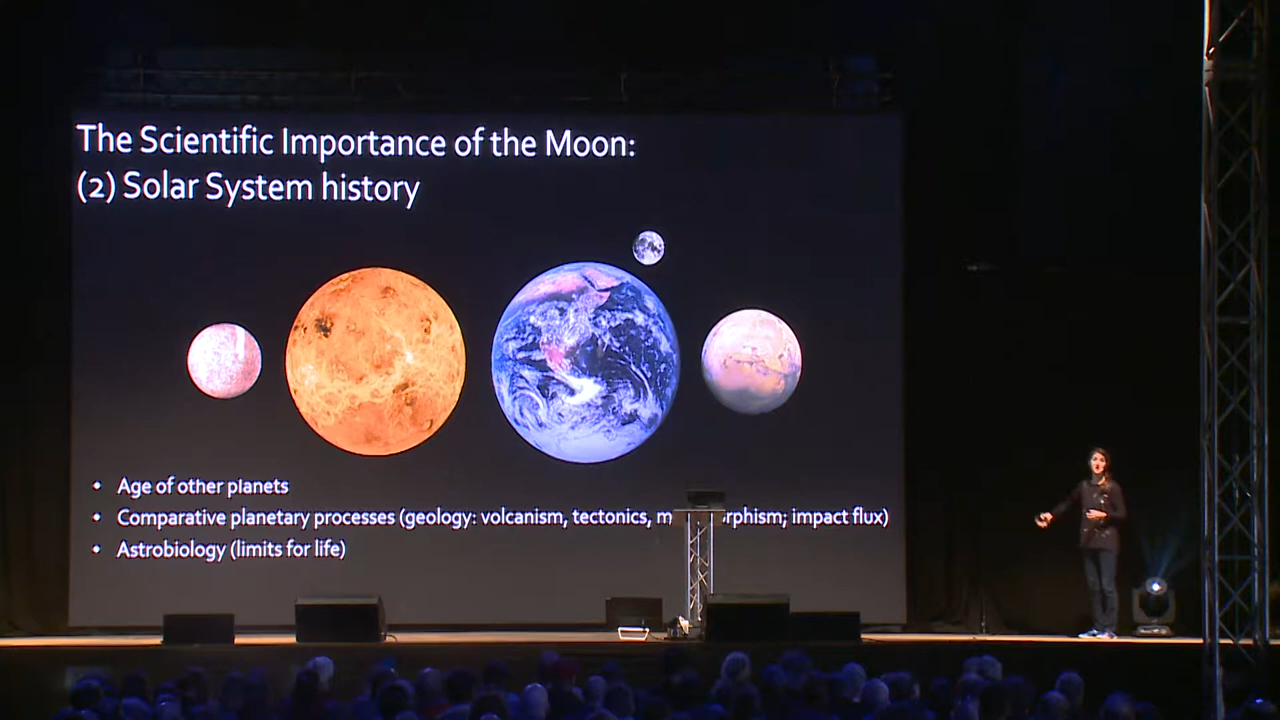 The Scientific Importance of the Moon:
(2) Solar System history
• Age of other planets
• Comparative planetary processes (geology: volcanism, tectonics, m rphism; impact flux)
• Astrobiology (limits for life)